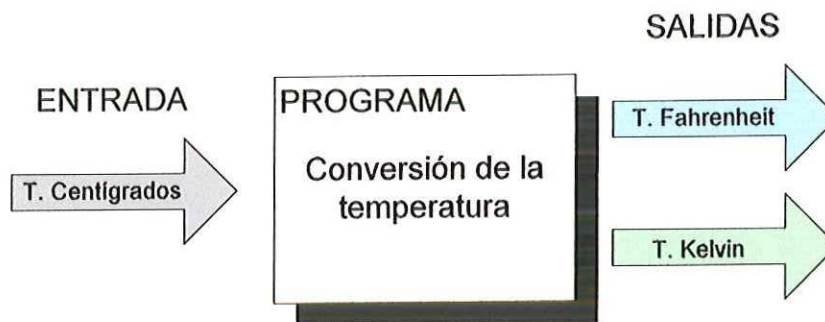 ENTRADA
T. Centígrados
PROGRAMA
Conversión de la
temperatura
SALIDAS
T. Fahrenheit
T. Kelvin